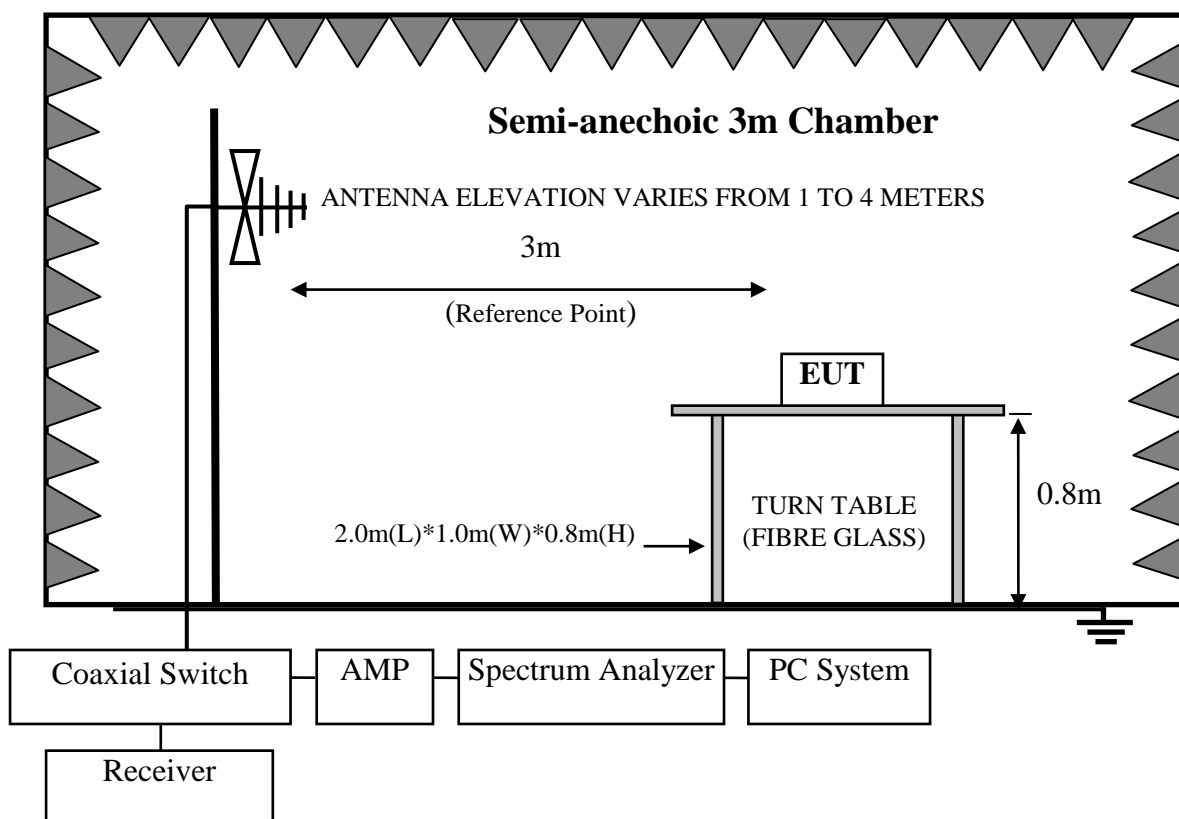 Semi-anechoic 3m Chamber
ANTENNA ELEVATION VARIES FROM 1 TO 4 METERS
3m
(Reference Point)
EUT
0.8m
TURN TABLE
(FIBRE GLASS)
2.0m(L)*1.0m(W)*0.8m(H)
Coaxial Switch
AMP
Spectrum Analyzer
PC System
Receiver